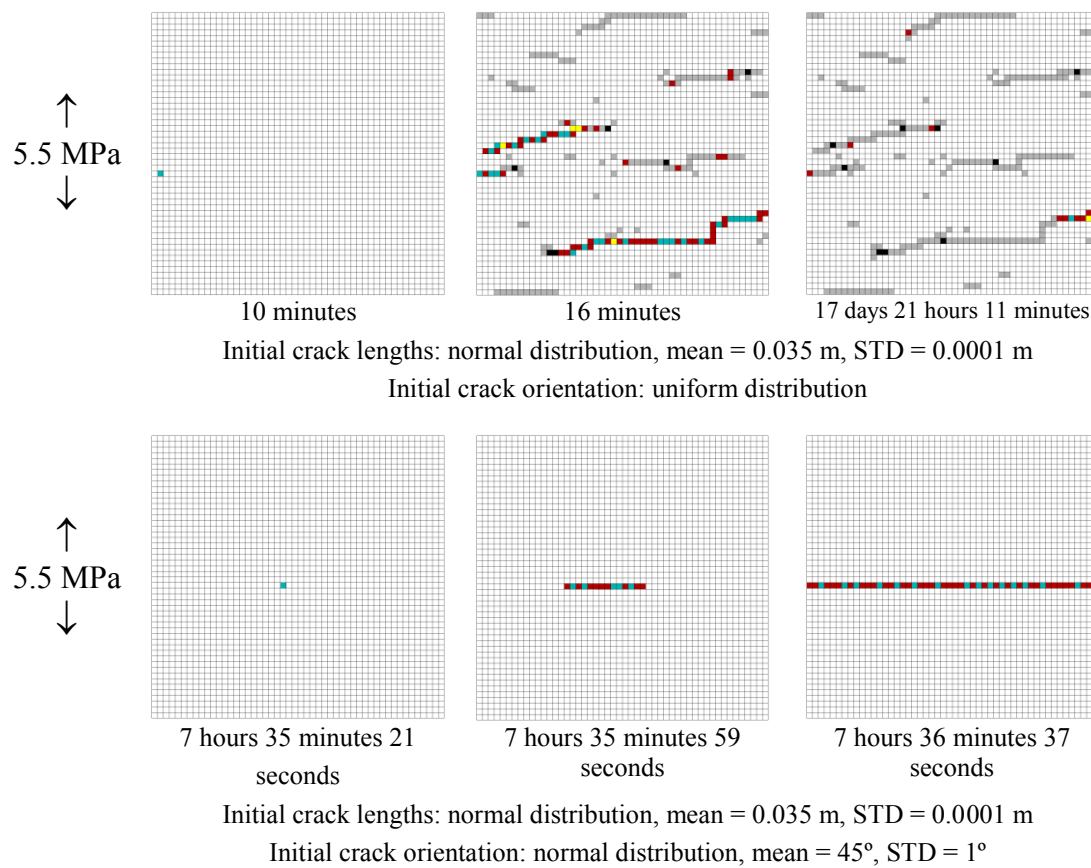 ↑
5.5 MPa
↓
10 minutes
16 minutes
17 days 21 hours 11 minutes
Initial crack lengths: normal distribution, mean = 0.035 m, STD = 0.0001 m
Initial crack orientation: uniform distribution
↑
5.5 MPa
↓
7 hours 35 minutes 21
seconds
7 hours 35 minutes 59
seconds
7 hours 36 minutes 37
seconds
Initial crack lengths: normal distribution, mean = 0.035 m, STD = 0.0001 m
Initial crack orientation: normal distribution, mean = 45º, STD = 1º